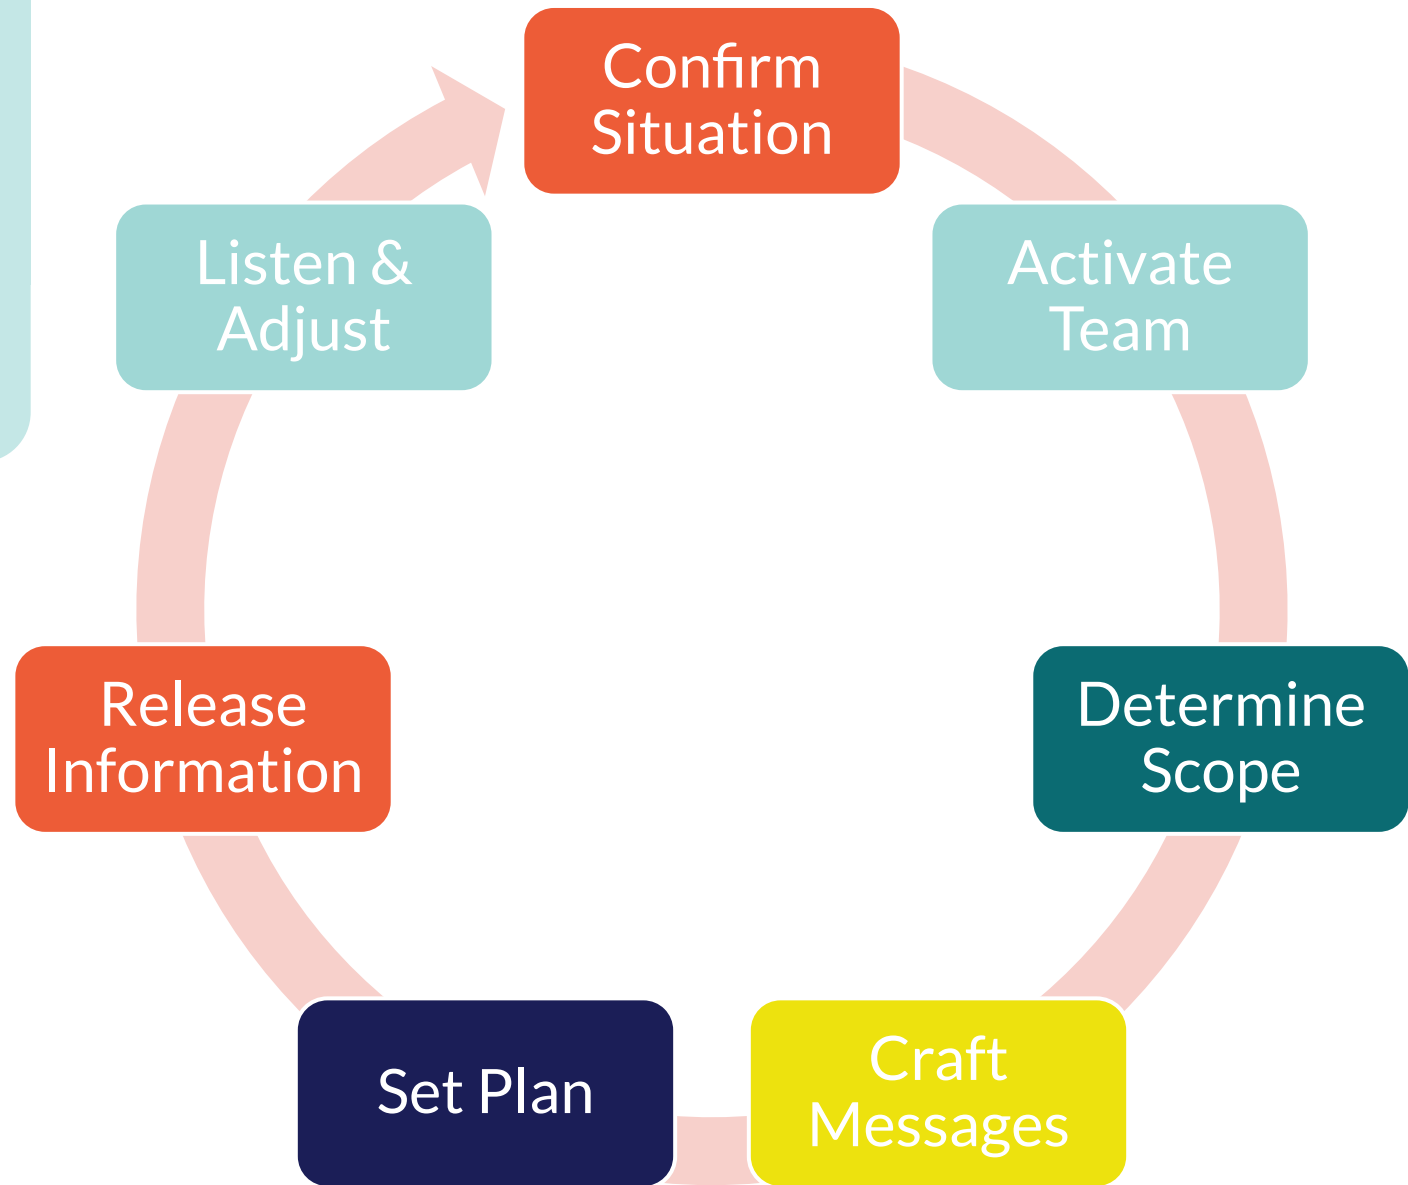 Confirm
Situation
Activate
Team
Determine
Scope
Craft
Messages
Set Plan
Release
Information
Listen &
Adjust